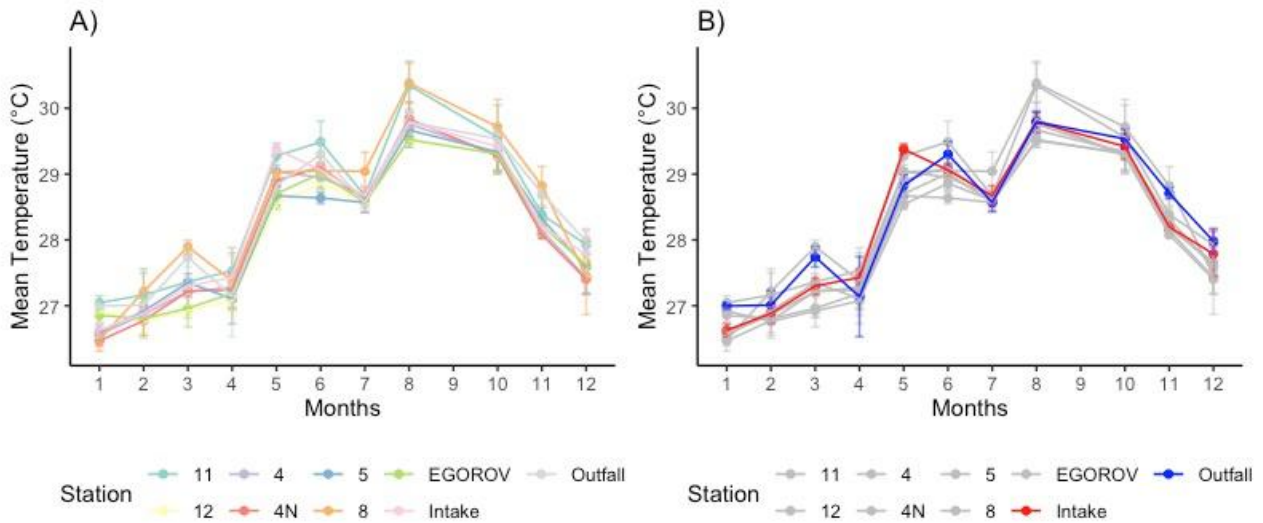 A)
Mean Temperature (°C)
30
29
28
27
1 2 3 4 5 6 7 8 9 10 11 12
Months
Station
11 4 5 EGOROV Outfall
12 4N 8 Intake
B)
Mean Temperature (°C)
30
29
28
27
1 2 3 4 5 6 7 8 9 10 11 12
Months
Station
11 4 5 EGOROV Outfall
12 4N 8 Intake